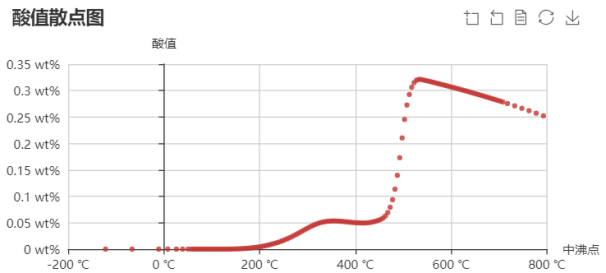 酸值散点图
酸值
0.35 wt%
0.3 wt%
0.25 wt%
0.2 wt%
0.15 wt%
0.1 wt%
0.05 wt%
0 wt%
中沸点
-200 ℃ 0 ℃ 200 ℃ 400 ℃ 600 ℃ 800 ℃